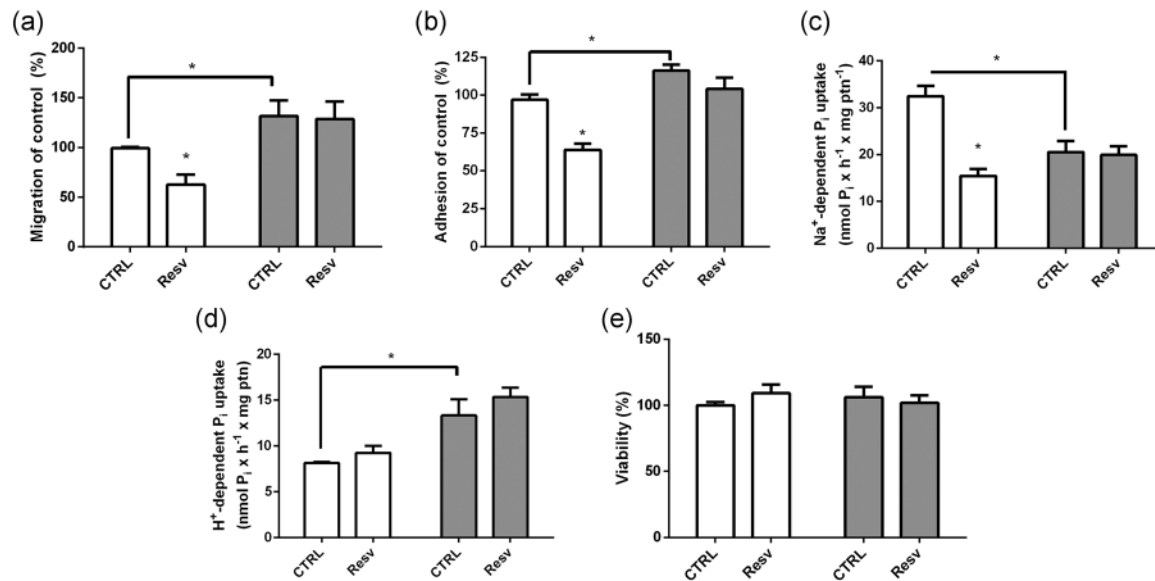 (a)
Migration of control (%)
200
150
100
50
0
*
*
CTRL
Resv
CTRL
Resv
(b)
Adhesion of control (%)
125
100
75
50
25
0
*
*
CTRL
Resv
CTRL
Resv
(c)
Na⁺-dependent Pᵢ uptake
(nmol Pᵢ x h⁻¹ x mg ptn⁻¹)
40
30
20
10
0
*
*
CTRL
Resv
CTRL
Resv
(d)
H⁺-dependent Pᵢ uptake
(nmol Pᵢ x h⁻¹ x mg ptn)
20
15
10
5
0
*
CTRL
Resv
CTRL
Resv
(e)
Viability (%)
150
100
50
0
CTRL
Resv
CTRL
Resv